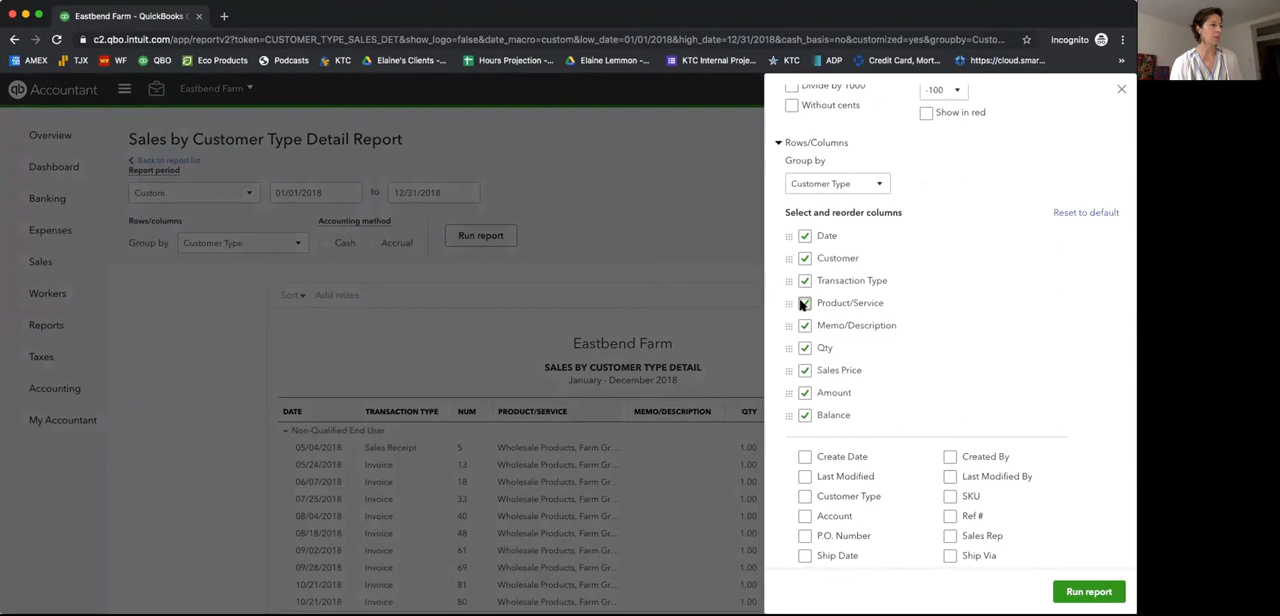 Eastbend Farm - QuickBooks
c2.qbo.intuit.com/app/reportv2?token=CUSTOMER_TYPE_SALES_DET&show_logo=false&date_macro=custom&low_date=01/01/2018&high_date=12/31/2018&cash_basis=no&customized=yes&groupby=Custo... Incognito
AMEX TJX WF QBO Eco Products Podcasts KTC Elaine's Clients -... Hours Projection -... Elaine Lemmon -... KTC Internal Proje... KTC ADP Credit Card, Mort... https://cloud.smar... »
qb Accountant Eastbend Farm
Overview
Dashboard
Banking
Expenses
Sales
Workers
Reports
Taxes
Accounting
My Accountant
Sales by Customer Type Detail Report
Back to report list
Report period
Custom 01/01/2018 to 12/31/2018
Rows/columns Accounting method
Group by Customer Type Cash Accrual Run report
Sort Add notes
Eastbend Farm
SALES BY CUSTOMER TYPE DETAIL
January - December 2018
DATE TRANSACTION TYPE NUM PRODUCT/SERVICE MEMO/DESCRIPTION QTY
Non-Qualified End User
05/04/2018 Sales Receipt 5 Wholesale Products, Farm Gr... 1.00
05/24/2018 Invoice 13 Wholesale Products, Farm Gr... 1.00
06/07/2018 Invoice 18 Wholesale Products, Farm Gr... 1.00
07/25/2018 Invoice 33 Wholesale Products, Farm Gr... 1.00
08/04/2018 Invoice 40 Wholesale Products, Farm Gr... 1.00
08/18/2018 Invoice 48 Wholesale Products, Farm Gr... 1.00
09/02/2018 Invoice 61 Wholesale Products, Farm Gr... 1.00
09/28/2018 Invoice 69 Wholesale Products, Farm Gr... 1.00
10/21/2018 Invoice 81 Wholesale Products, Farm Gr... 1.00
10/21/2018 Invoice 80 Wholesale Products, Farm Gr... 1.00
Divide by 1000 -100
Without cents Show in red
Rows/Columns
Group by
Customer Type
Select and reorder columns Reset to default
Date
Customer
Transaction Type
Product/Service
Memo/Description
Qty
Sales Price
Amount
Balance
Create Date Created By
Last Modified Last Modified By
Customer Type SKU
Account Ref #
P.O. Number Sales Rep
Ship Date Ship Via
Run report